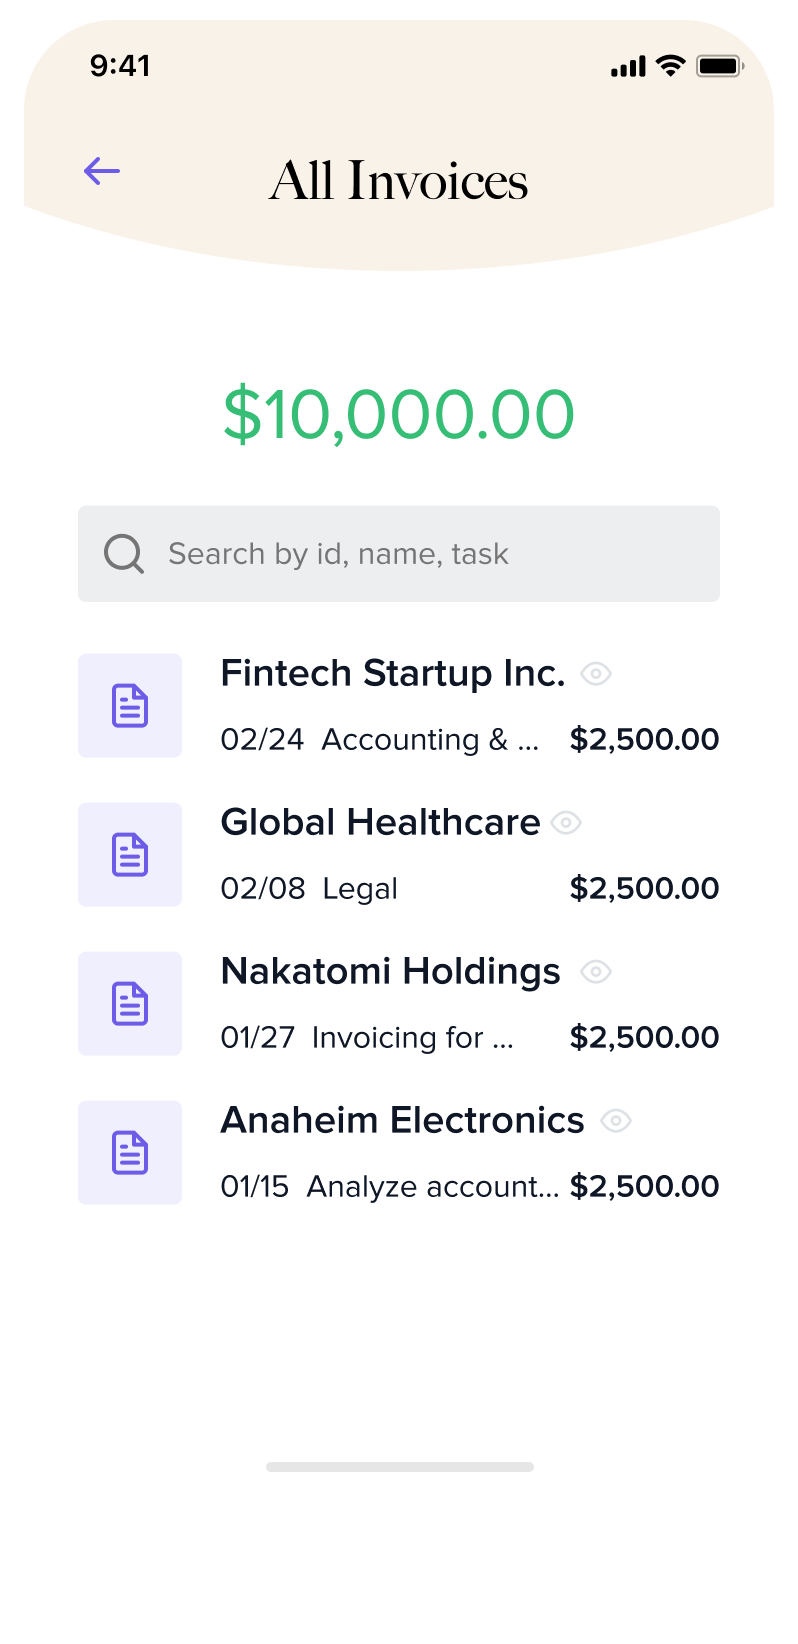 9:41
All Invoices
$10,000.00
Search by id, name, task
Fintech Startup Inc.
02/24 Accounting & ... $2,500.00
Global Healthcare
02/08 Legal $2,500.00
Nakatomi Holdings
01/27 Invoicing for ... $2,500.00
Anaheim Electronics
01/15 Analyze account... $2,500.00